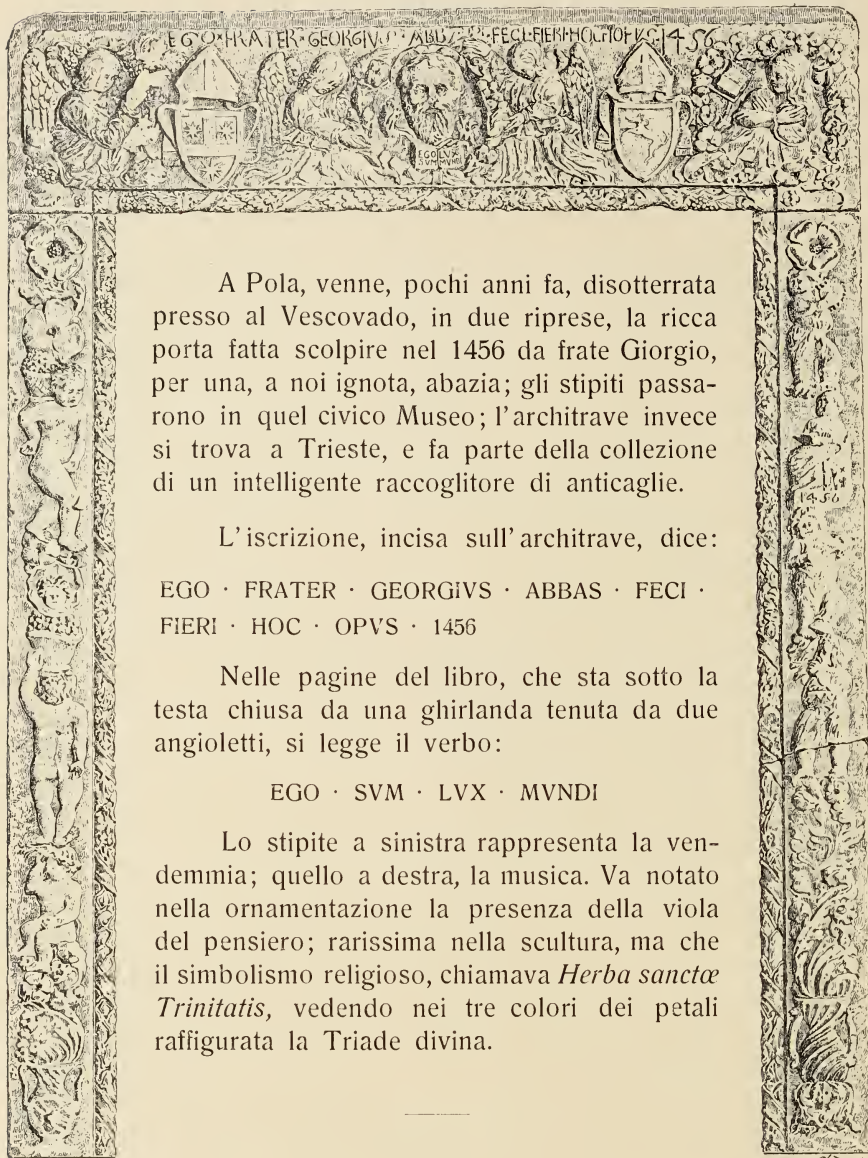 EGO · FRATER · GEORGIVS · ABB FECI · FIERI · HOC · OPVS 1456
EGO LVX
SVM MVNDI
A Pola, venne, pochi anni fa, disotterrata
presso al Vescovado, in due riprese, la ricca
porta fatta scolpire nel 1456 da frate Giorgio,
per una, a noi ignota, abazia; gli stipiti passa-
rono in quel civico Museo; l'architrave invece
si trova a Trieste, e fa parte della collezione
di un intelligente raccoglitore di anticaglie.
1456
L'iscrizione, incisa sull'architrave, dice:
EGO · FRATER · GEORGIVS · ABBAS · FECI ·
FIERI · HOC · OPVS · 1456
Nelle pagine del libro, che sta sotto la
testa chiusa da una ghirlanda tenuta da due
angioletti, si legge il verbo:
EGO · SVM · LVX · MVNDI
Lo stipite a sinistra rappresenta la ven-
demmia; quello a destra, la musica. Va notato
nella ornamentazione la presenza della viola
del pensiero; rarissima nella scultura, ma che
il simbolismo religioso, chiamava Herba sanctæ
Trinitatis, vedendo nei tre colori dei petali
raffigurata la Triade divina.